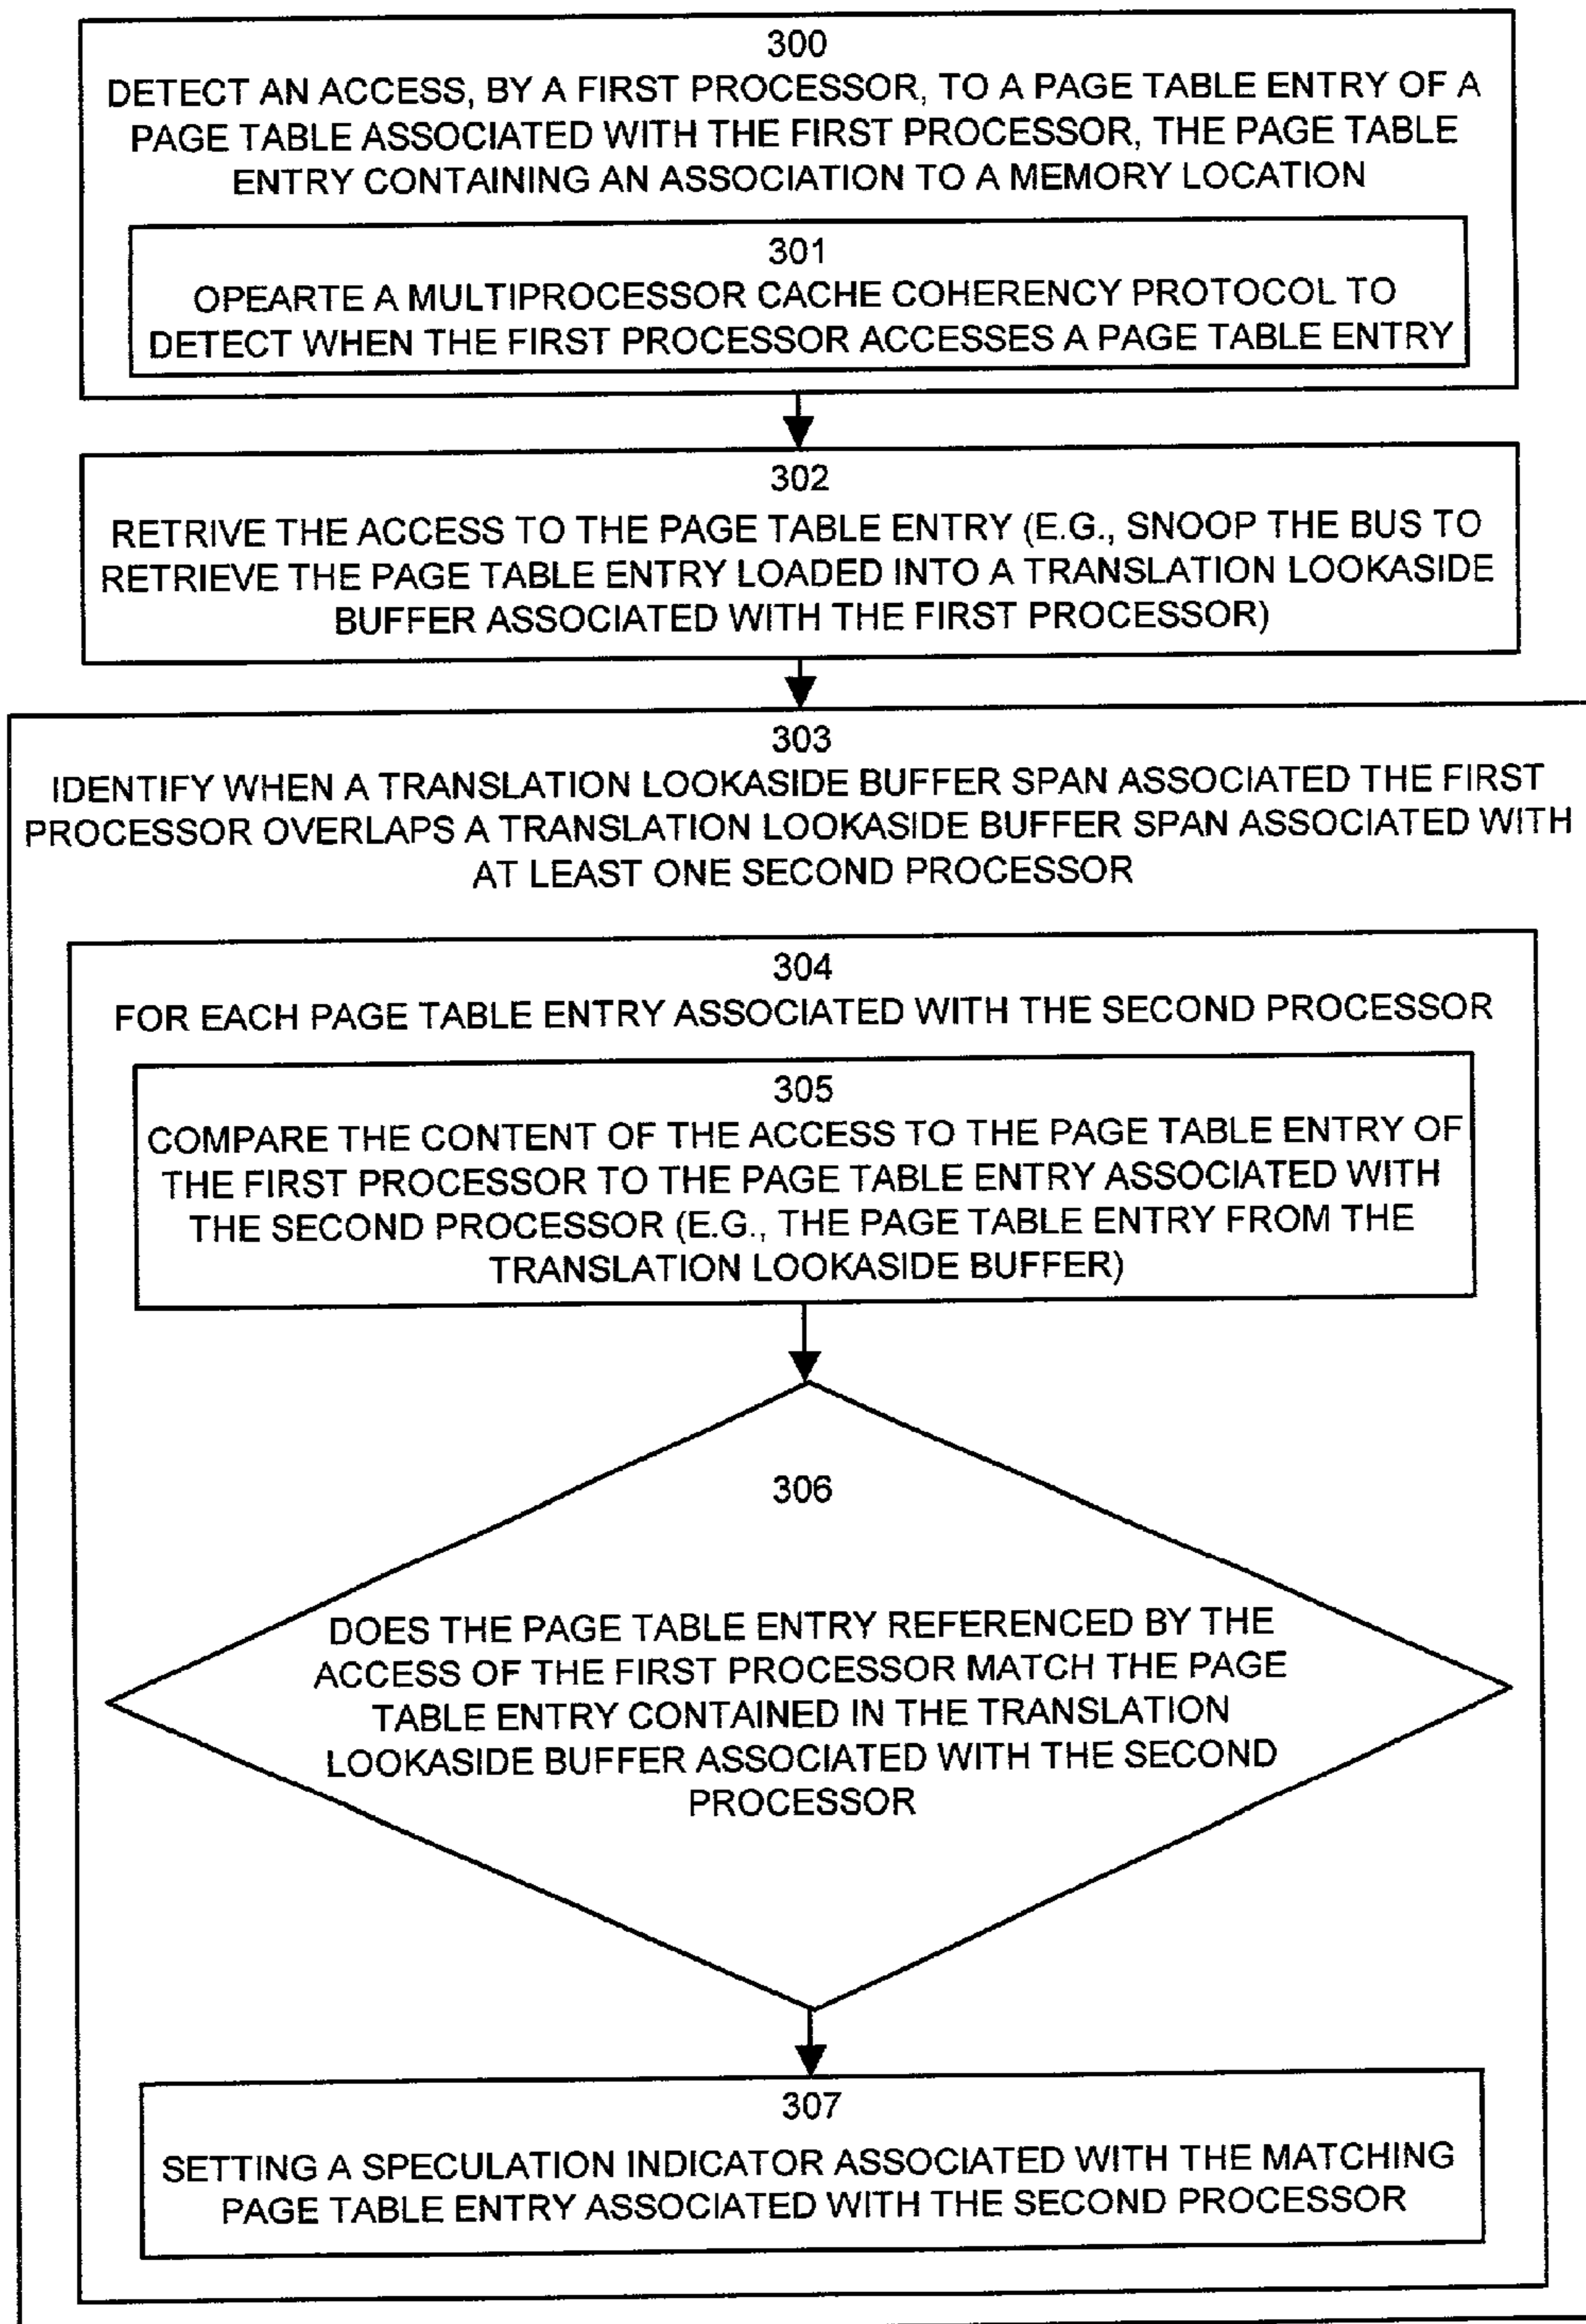 300
DETECT AN ACCESS, BY A FIRST PROCESSOR, TO A PAGE TABLE ENTRY OF A
PAGE TABLE ASSOCIATED WITH THE FIRST PROCESSOR, THE PAGE TABLE
ENTRY CONTAINING AN ASSOCIATION TO A MEMORY LOCATION
301
OPEARTE A MULTIPROCESSOR CACHE COHERENCY PROTOCOL TO
DETECT WHEN THE FIRST PROCESSOR ACCESSES A PAGE TABLE ENTRY
302
RETRIVE THE ACCESS TO THE PAGE TABLE ENTRY (E.G., SNOOP THE BUS TO
RETRIEVE THE PAGE TABLE ENTRY LOADED INTO A TRANSLATION LOOKASIDE
BUFFER ASSOCIATED WITH THE FIRST PROCESSOR)
303
IDENTIFY WHEN A TRANSLATION LOOKASIDE BUFFER SPAN ASSOCIATED THE FIRST
PROCESSOR OVERLAPS A TRANSLATION LOOKASIDE BUFFER SPAN ASSOCIATED WITH
AT LEAST ONE SECOND PROCESSOR
304
FOR EACH PAGE TABLE ENTRY ASSOCIATED WITH THE SECOND PROCESSOR
305
COMPARE THE CONTENT OF THE ACCESS TO THE PAGE TABLE ENTRY OF
THE FIRST PROCESSOR TO THE PAGE TABLE ENTRY ASSOCIATED WITH
THE SECOND PROCESSOR (E.G., THE PAGE TABLE ENTRY FROM THE
TRANSLATION LOOKASIDE BUFFER)
306
DOES THE PAGE TABLE ENTRY REFERENCED BY THE
ACCESS OF THE FIRST PROCESSOR MATCH THE PAGE
TABLE ENTRY CONTAINED IN THE TRANSLATION
LOOKASIDE BUFFER ASSOCIATED WITH THE SECOND
PROCESSOR
307
SETTING A SPECULATION INDICATOR ASSOCIATED WITH THE MATCHING
PAGE TABLE ENTRY ASSOCIATED WITH THE SECOND PROCESSOR